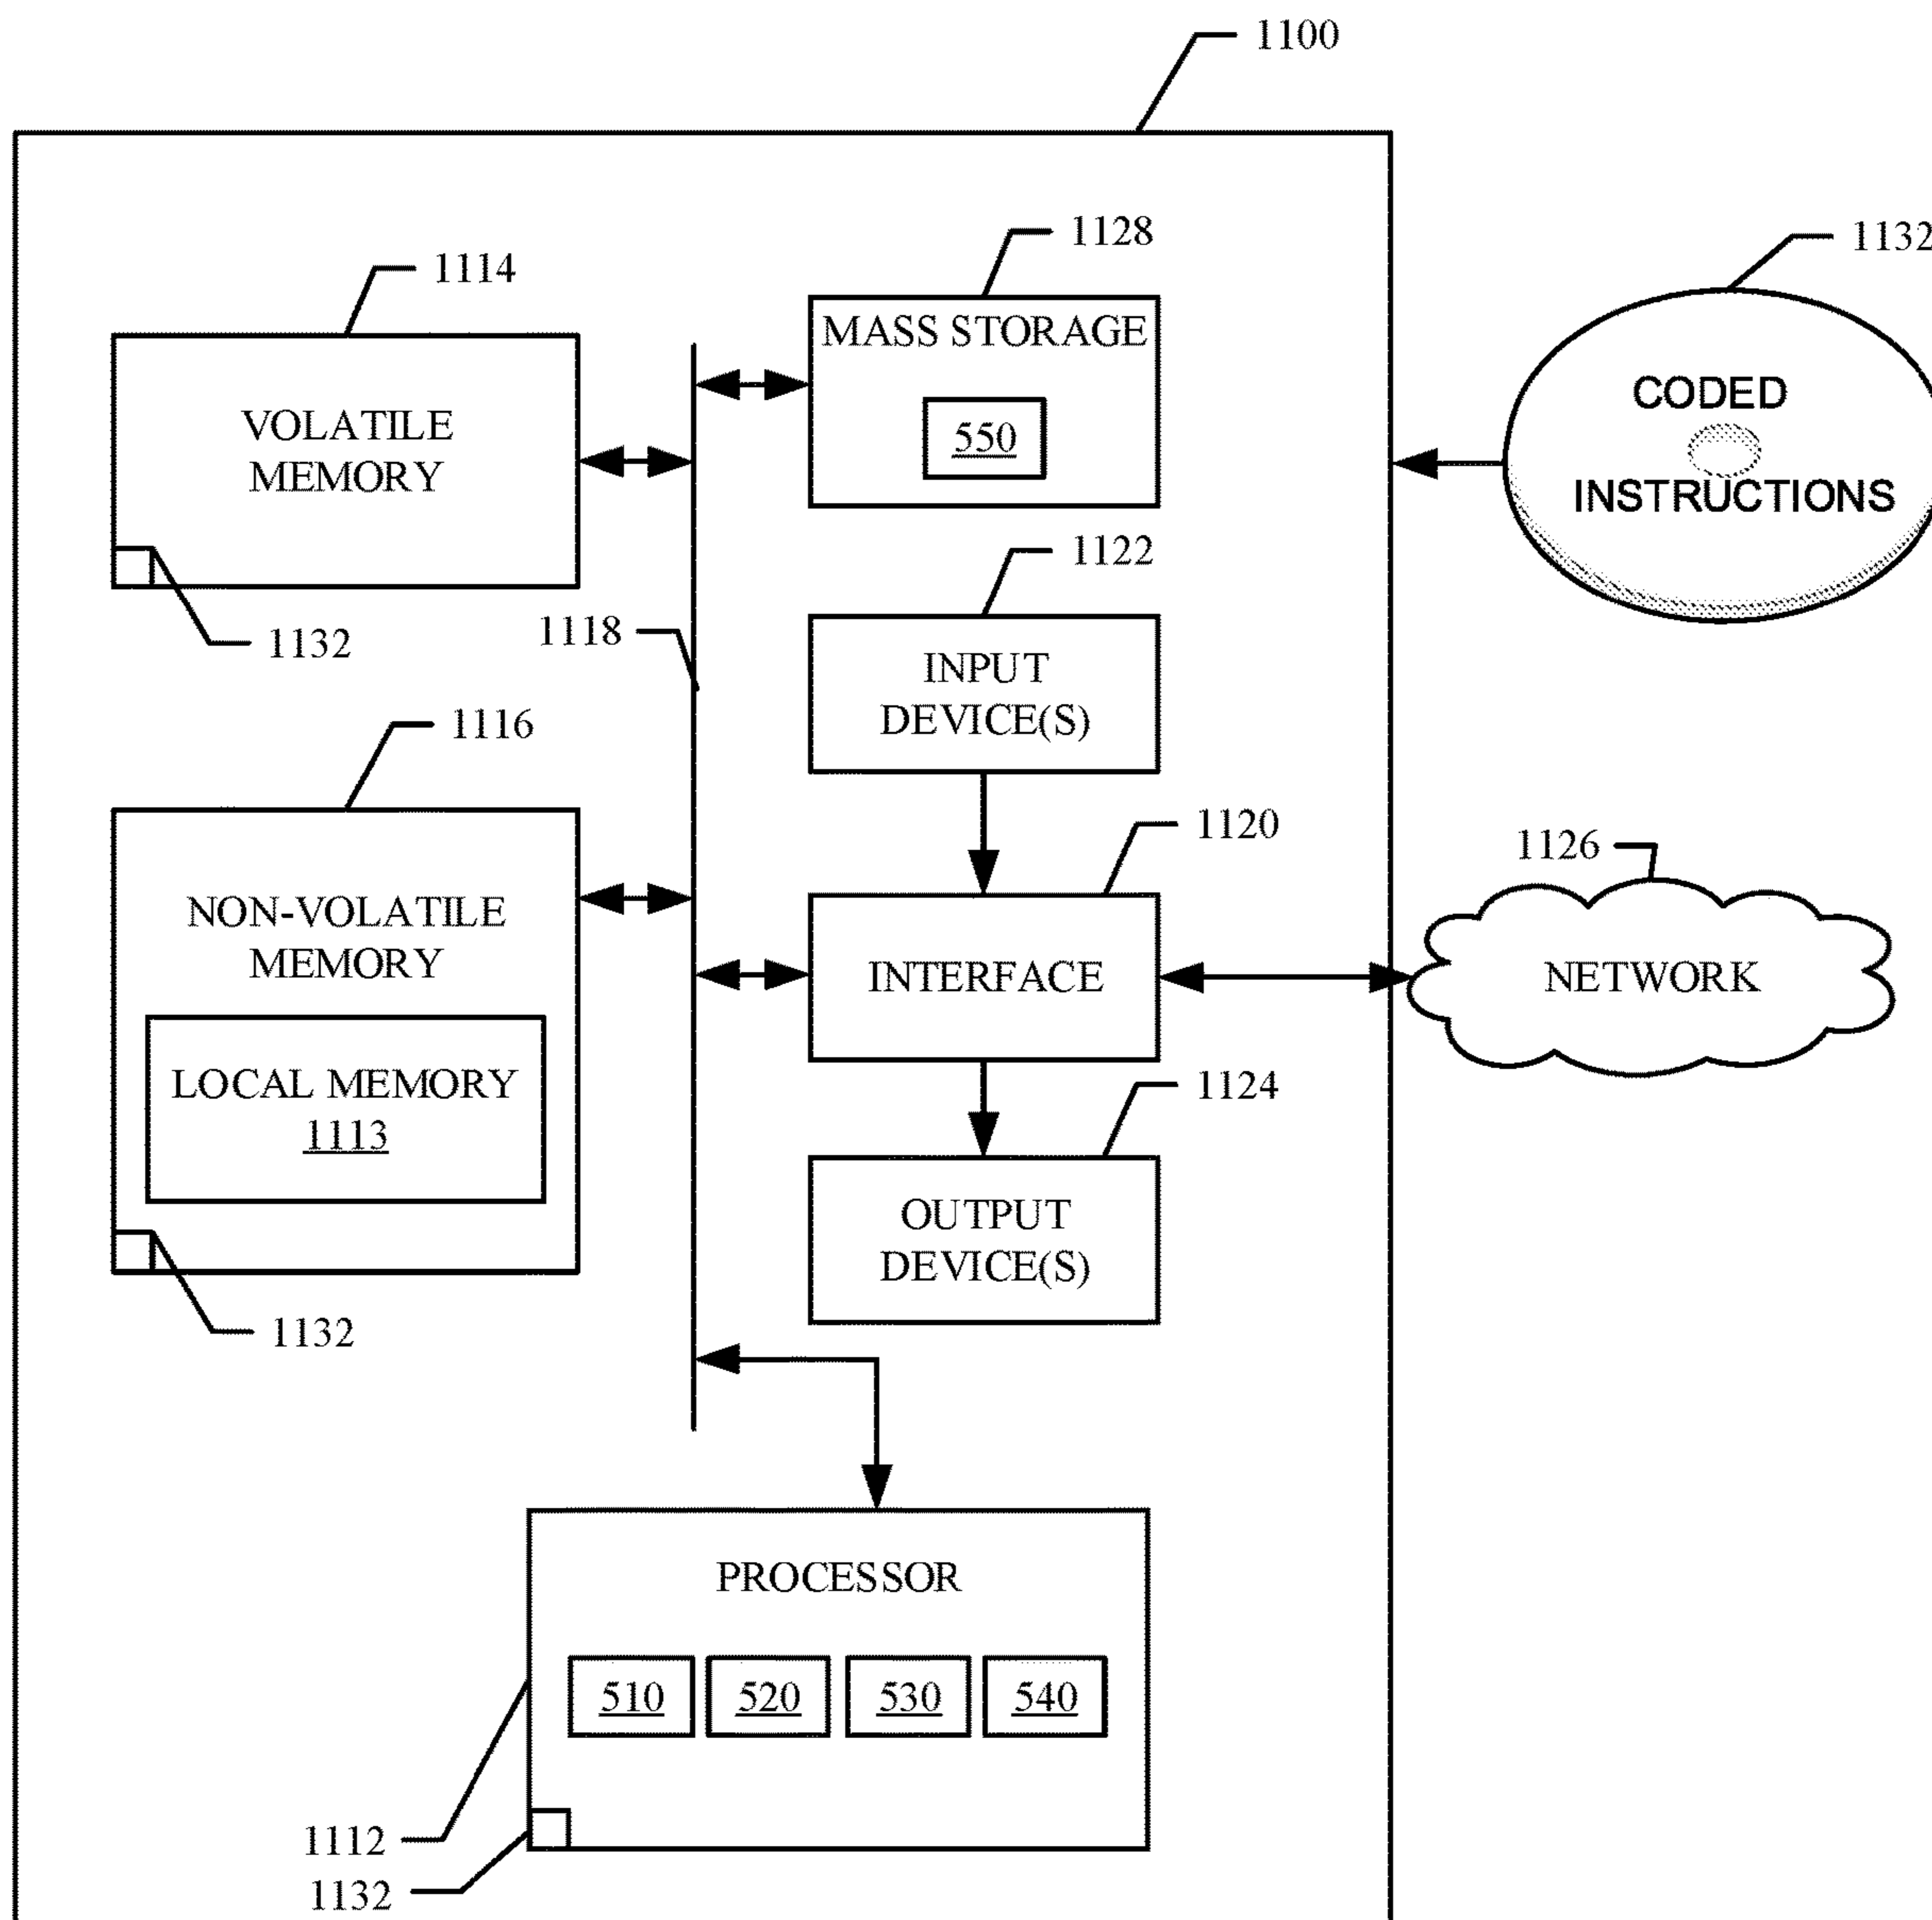 1100
1128
1132
1114
MASS STORAGE
550
VOLATILE
MEMORY
CODED
INSTRUCTIONS
1132
1118
1122
INPUT
DEVICE(S)
1116
1120
1126
NON-VOLATILE
MEMORY
INTERFACE
NETWORK
LOCAL MEMORY
1113
1124
OUTPUT
DEVICE(S)
1132
PROCESSOR
510 520 530 540
1112
1132